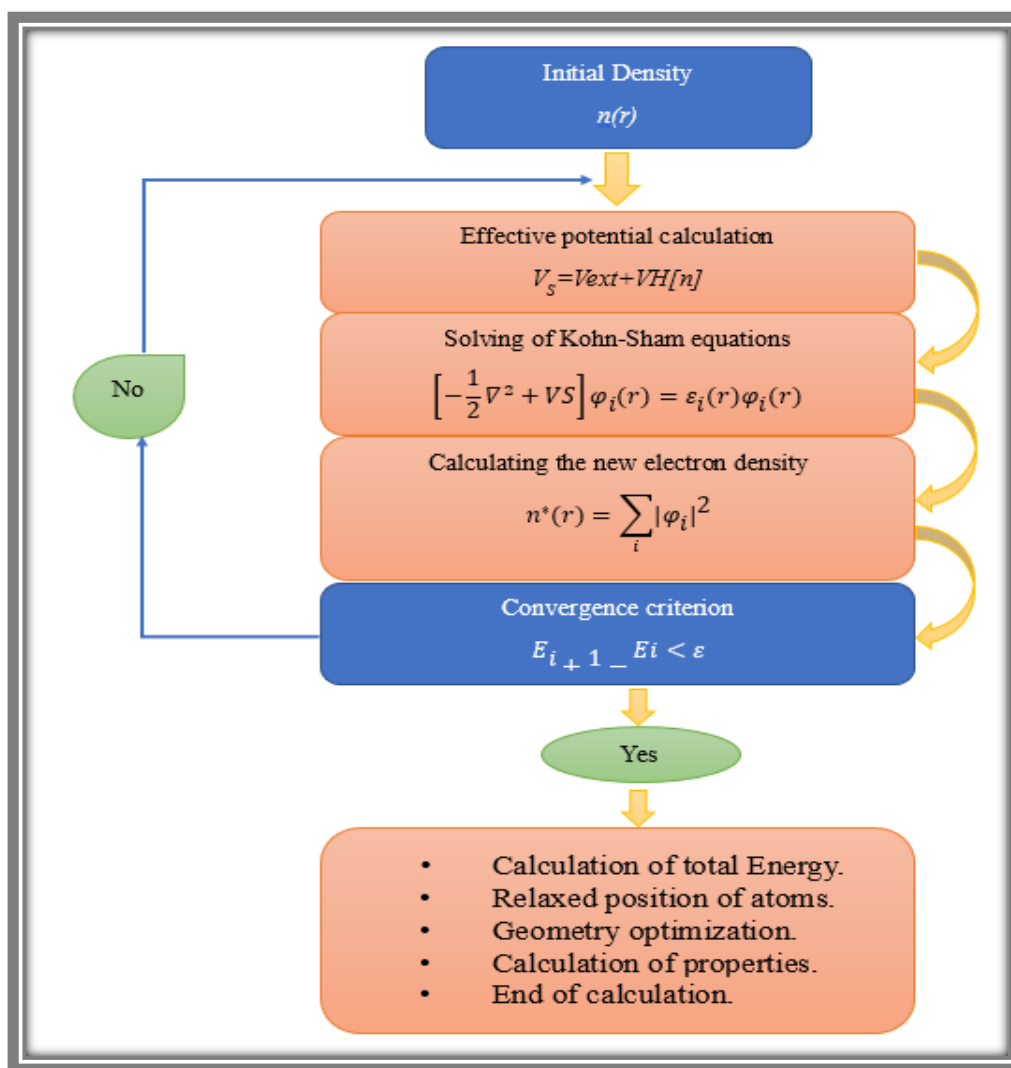 Initial Density
n(r)
Effective potential calculation
V_s=Vext+VH[n]
Solving of Kohn-Sham equations
[-1/2 ∇² + VS] φ_i(r) = ε_i(r)φ_i(r)
No
Calculating the new electron density
n*(r) = ∑_i |φ_i|²
Convergence criterion
E_{i + 1 −} Ei < ε
Yes
• Calculation of total Energy.
• Relaxed position of atoms.
• Geometry optimization.
• Calculation of properties.
• End of calculation.